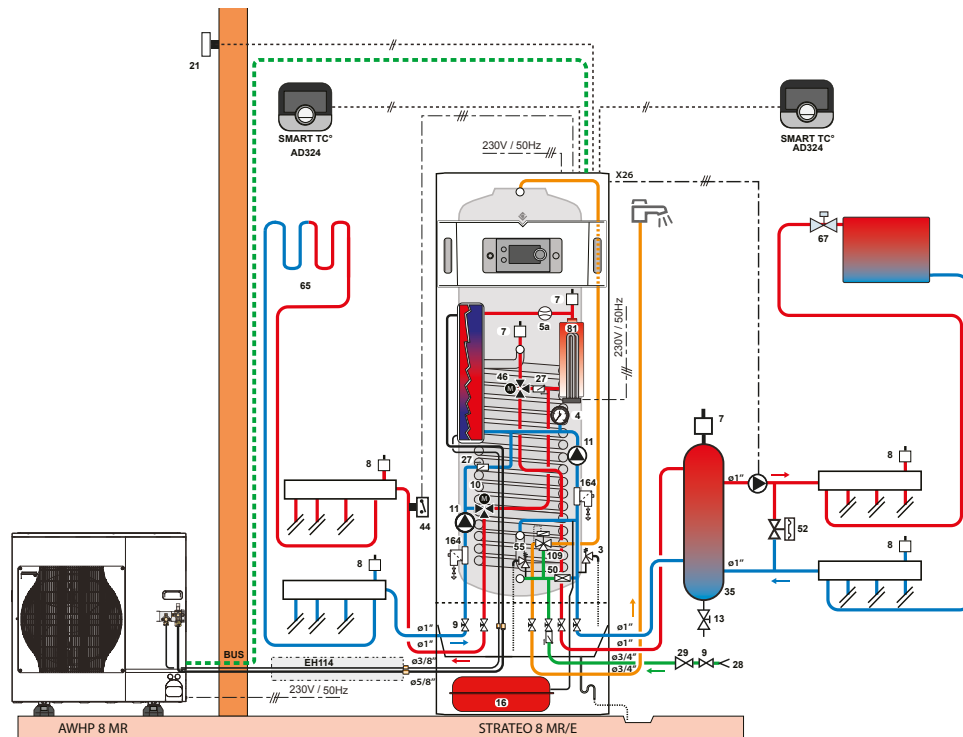 21
SMART TC°
AD324
230V / 50Hz
SMART TC°
AD324
X26
67
65
7
5a
81
7
230V / 50Hz
46
27
M
4
11
7
8
27
10
M
164
ø1"
8
11
44
52
164
55
109
3
50
8
8
ø1"
35
9
ø1"
ø1"
ø1"
ø1"
13
BUS
EH114
ø3/8"
ø3/4"
29
9
28
ø5/8"
ø3/4"
230V / 50Hz
16
AWHP 8 MR
STRATEO 8 MR/E